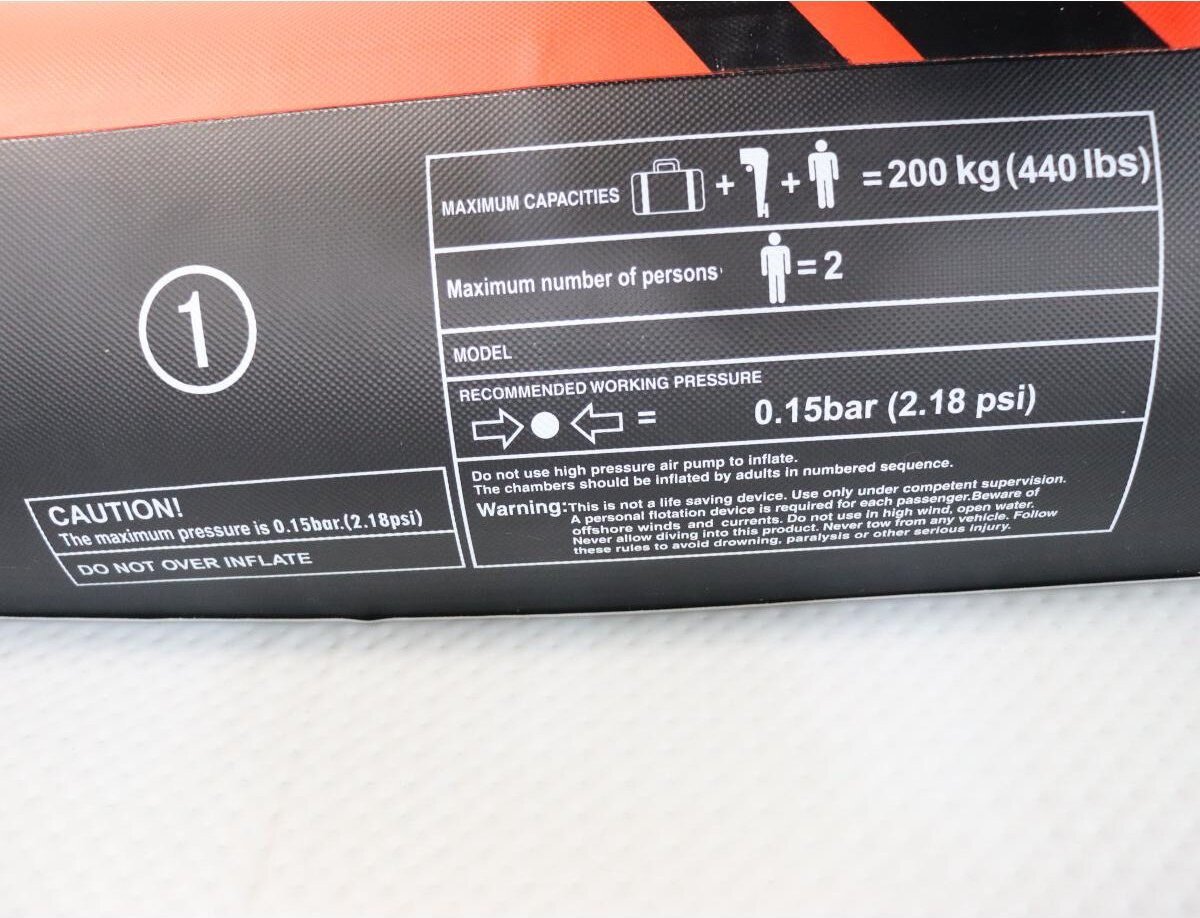 1
MAXIMUM CAPACITIES + + = 200 kg (440 lbs)
Maximum number of persons = 2
MODEL
RECOMMENDED WORKING PRESSURE
= 0.15bar (2.18 psi)
Do not use high pressure air pump to inflate.
The chambers should be inflated by adults in numbered sequence.
Warning:This is not a life saving device. Use only under competent supervision.
A personal flotation device is required for each passenger.Beware of
offshore winds and currents. Do not use in high wind, open water.
Never allow diving into this product. Never tow from any vehicle. Follow
these rules to avoid drowning, paralysis or other serious injury.
CAUTION!
The maximum pressure is 0.15bar.(2.18psi)
DO NOT OVER INFLATE